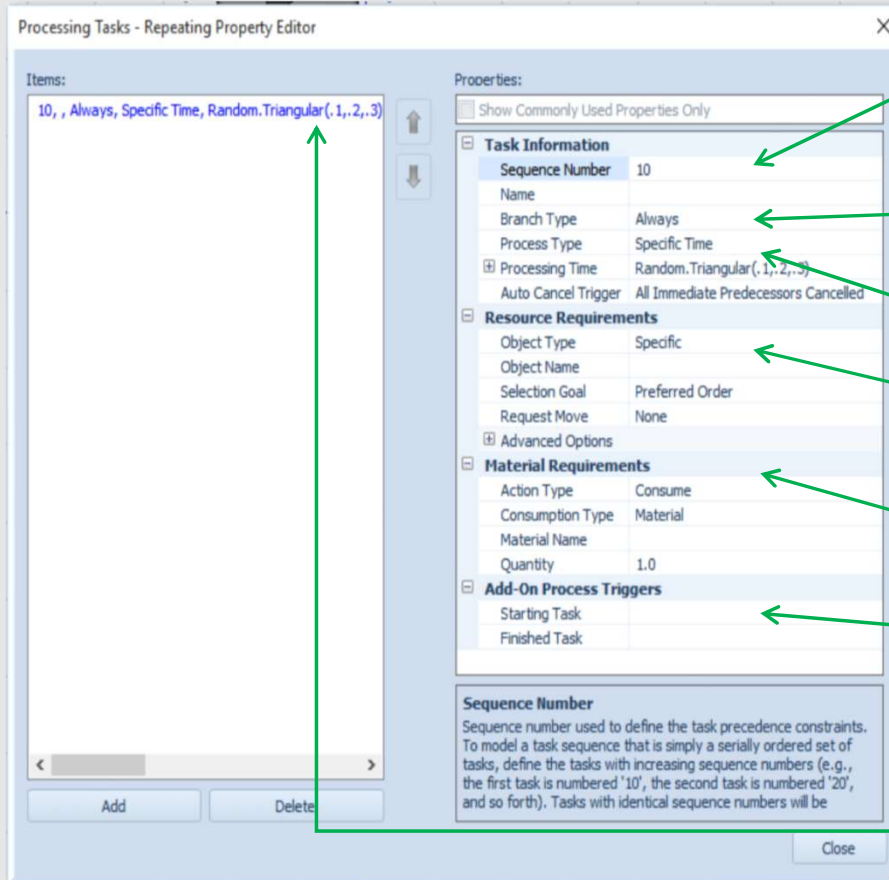 Processing Tasks - Repeating Property Editor
Items:
10, , Always, Specific Time, Random.Triangular(.1,.2,.3)
Add
Delete
Properties:
Show Commonly Used Properties Only
Task Information
Sequence Number 10
Name
Branch Type Always
Process Type Specific Time
Processing Time Random.Triangular(.1,.2,.3)
Auto Cancel Trigger All Immediate Predecessors Cancelled
Resource Requirements
Object Type Specific
Object Name
Selection Goal Preferred Order
Request Move None
Advanced Options
Material Requirements
Action Type Consume
Consumption Type Material
Material Name
Quantity 1.0
Add-On Process Triggers
Starting Task
Finished Task
Sequence Number
Sequence number used to define the task precedence constraints.
To model a task sequence that is simply a serially ordered set of
tasks, define the tasks with increasing sequence numbers (e.g.,
the first task is numbered '10', the second task is numbered '20',
and so forth). Tasks with identical sequence numbers will be
Close